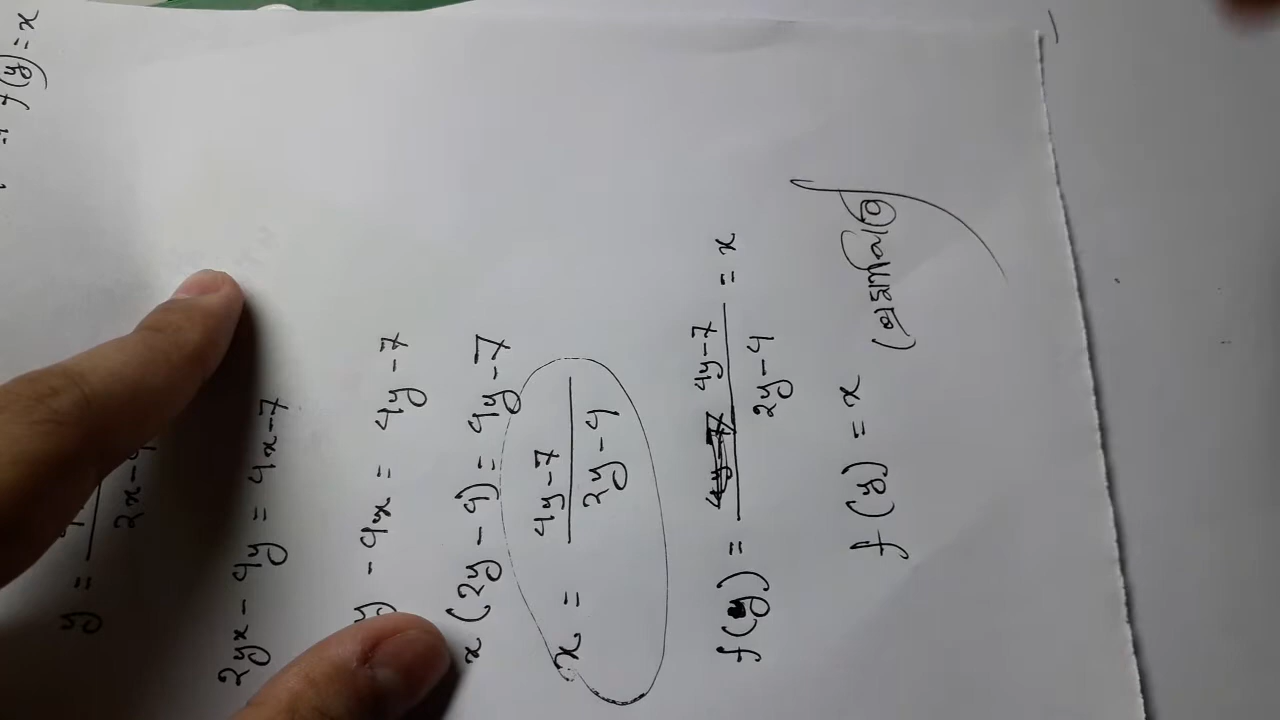 f(y) = x
y =
2x-4
2yx - 4y = 4x-7
y - 4x = 4y-7
x(2y-4) = 4y-7
x = 4y-7 / 2y-4
f(y) = 4y-7 / 2y-4 = x
f(y) = x